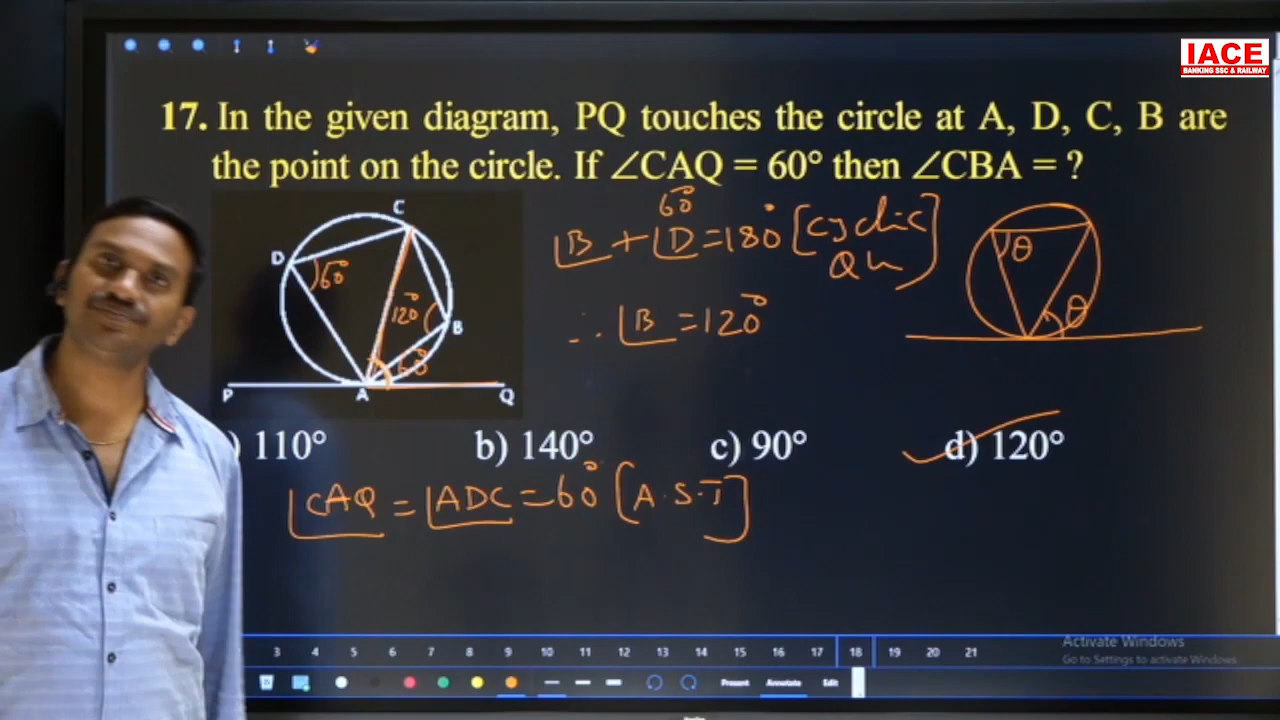 IACE
BANKING SSC & RAILWAY
17. In the given diagram, PQ touches the circle at A, D, C, B are
the point on the circle. If ∠CAQ = 60° then ∠CBA = ?
C
D
60°
120°
B
60°
P
A
Q
60°
∠B + ∠D = 180° [cyclic
Qu]
∴ ∠B = 120°
θ
θ
) 110° b) 140° c) 90° d) 120°
∠CAQ = ∠ADC = 60° [A.S.T]
Activate Windows
Go to Settings to activate Windows.
3 4 5 6 7 8 9 10 11 12 13 14 15 16 17 18 19 20 21
Present Annotate Edit